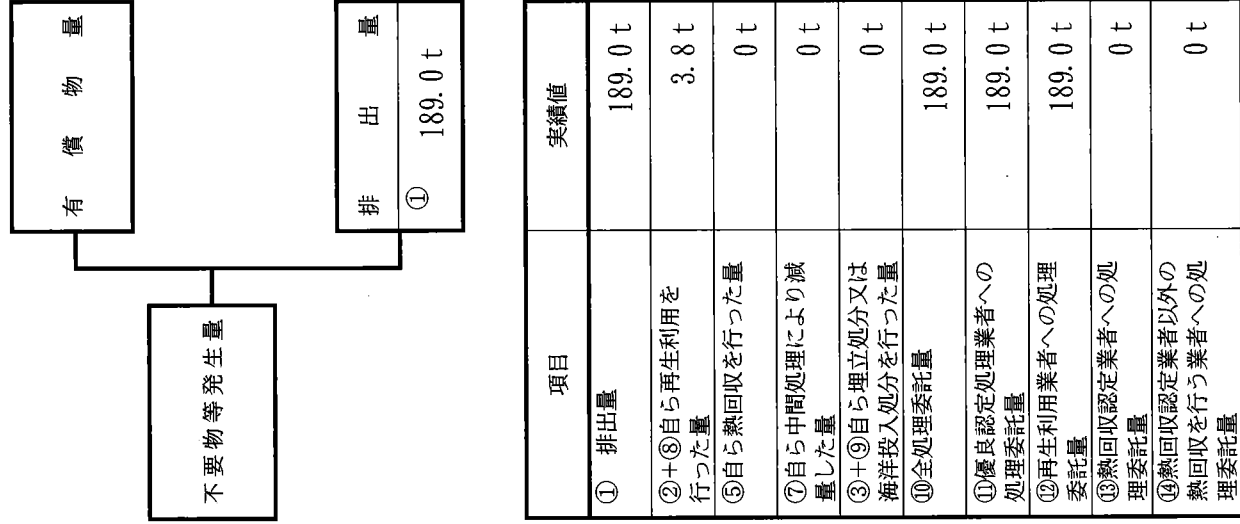 有償物量
不要物等発生量
排出量
① 189.0 t
項目 実績値
① 排出量 189.0 t
②+⑧自ら再生利用を
行った量 3.8 t
⑤自ら熱回収を行った量 0 t
⑦自ら中間処理により減
量した量 0 t
③+⑨自ら埋立処分又は
海洋投入処分を行った量 0 t
⑩全処理委託量 189.0 t
⑪優良認定処理業者への
処理委託量 189.0 t
⑫再生利用業者への処理
委託量 189.0 t
⑬熱回収認定業者への処
理委託量 0 t
⑭熱回収認定業者以外の
熱回収を行う業者への処
理委託量 0 t